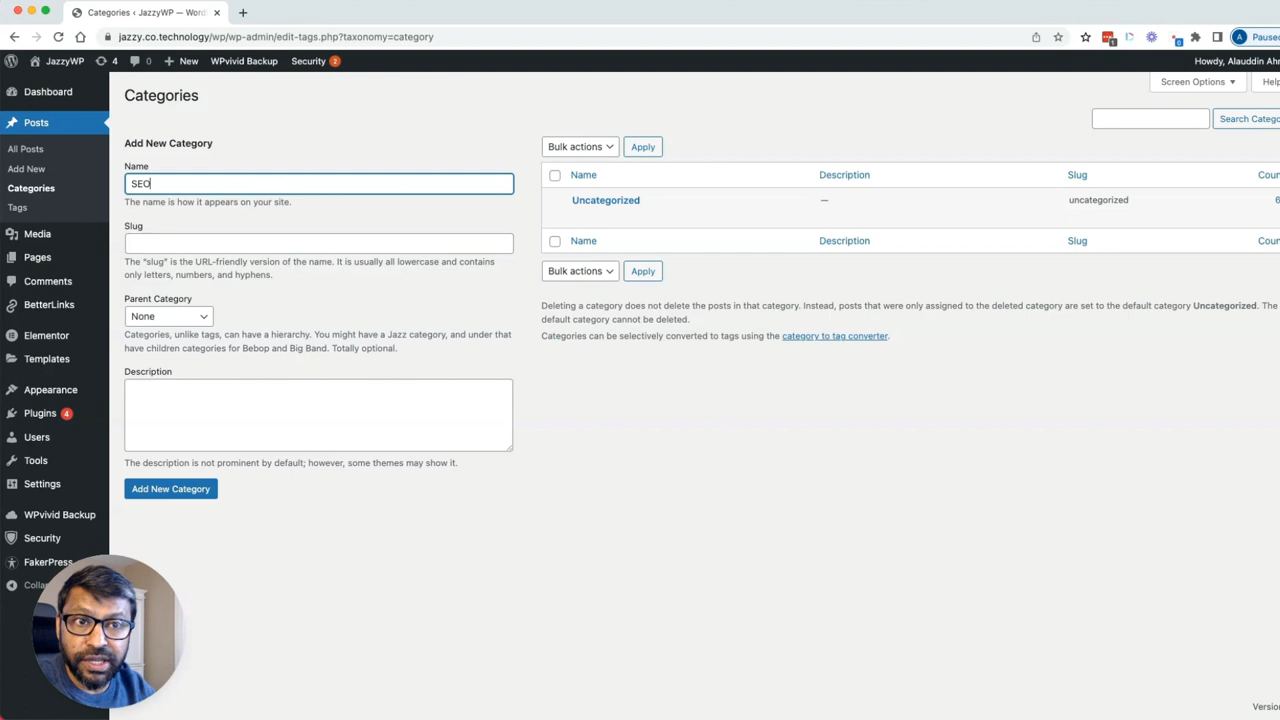 Categories ‹ JazzyWP — Word
jazzy.co.technology/wp/wp-admin/edit-tags.php?taxonomy=category
1
0
A
Paused
JazzyWP
4
0
New
WPvivid Backup
Security
2
Howdy, Alauddin Ahm
Dashboard
Posts
All Posts
Add New
Categories
Tags
Media
Pages
Comments
BetterLinks
Elementor
Templates
Appearance
Plugins
4
Users
Tools
Settings
WPvivid Backup
Security
FakerPress
Colla
Screen Options
Help
Categories
Search Catego
Add New Category
Name
SEO
The name is how it appears on your site.
Slug
The “slug” is the URL-friendly version of the name. It is usually all lowercase and contains
only letters, numbers, and hyphens.
Parent Category
None
Categories, unlike tags, can have a hierarchy. You might have a Jazz category, and under that
have children categories for Bebop and Big Band. Totally optional.
Description
The description is not prominent by default; however, some themes may show it.
Add New Category
Bulk actions
Apply
Name Description Slug Coun
Uncategorized — uncategorized 6
Name Description Slug Coun
Bulk actions
Apply
Deleting a category does not delete the posts in that category. Instead, posts that were only assigned to the deleted category are set to the default category Uncategorized. The
default category cannot be deleted.
Categories can be selectively converted to tags using the category to tag converter.
Versio